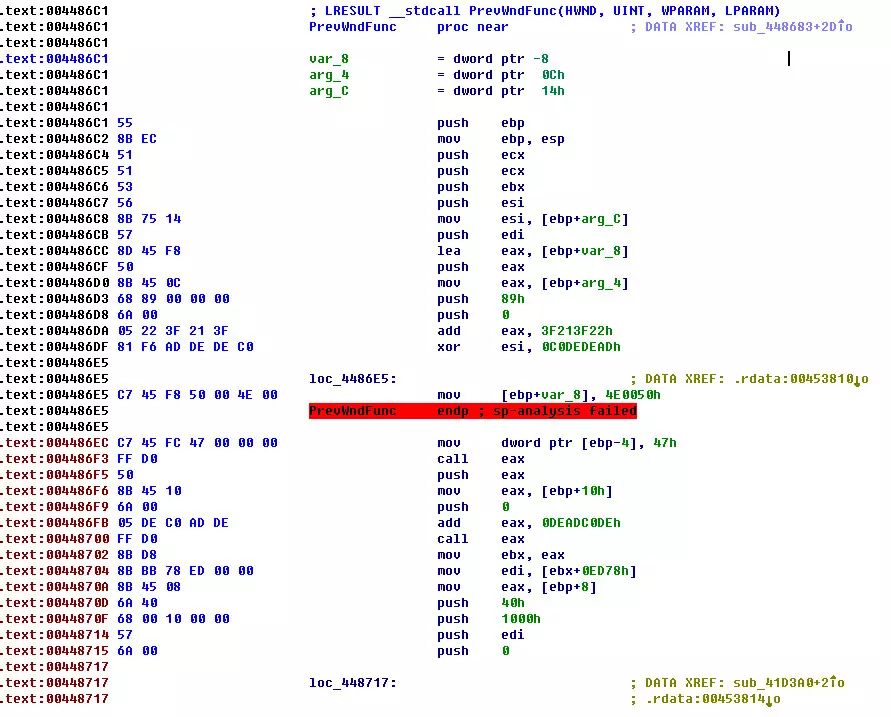 .text:004486C1 ; LRESULT __stdcall PrevWndFunc(HWND, UINT, WPARAM, LPARAM)
.text:004486C1 PrevWndFunc proc near ; DATA XREF: sub_448683+2D↑o
.text:004486C1
.text:004486C1 var_8 = dword ptr -8
.text:004486C1 arg_4 = dword ptr 0Ch
.text:004486C1 arg_C = dword ptr 14h
.text:004486C1
.text:004486C1 55 push ebp
.text:004486C2 8B EC mov ebp, esp
.text:004486C4 51 push ecx
.text:004486C5 51 push ecx
.text:004486C6 53 push ebx
.text:004486C7 56 push esi
.text:004486C8 8B 75 14 mov esi, [ebp+arg_C]
.text:004486CB 57 push edi
.text:004486CC 8D 45 F8 lea eax, [ebp+var_8]
.text:004486CF 50 push eax
.text:004486D0 8B 45 0C mov eax, [ebp+arg_4]
.text:004486D3 68 89 00 00 00 push 89h
.text:004486D8 6A 00 push 0
.text:004486DA 05 22 3F 21 3F add eax, 3F213F22h
.text:004486DF 81 F6 AD DE DE C0 xor esi, 0C0DEDEADh
.text:004486E5
.text:004486E5 loc_4486E5: ; DATA XREF: .rdata:00453810↓o
.text:004486E5 C7 45 F8 50 00 4E 00 mov [ebp+var_8], 4E0050h
.text:004486E5 PrevWndFunc endp ; sp-analysis failed
.text:004486E5
.text:004486EC C7 45 FC 47 00 00 00 mov dword ptr [ebp-4], 47h
.text:004486F3 FF D0 call eax
.text:004486F5 50 push eax
.text:004486F6 8B 45 10 mov eax, [ebp+10h]
.text:004486F9 6A 00 push 0
.text:004486FB 05 DE C0 AD DE add eax, 0DEADC0DEh
.text:00448700 FF D0 call eax
.text:00448702 8B D8 mov ebx, eax
.text:00448704 8B BB 78 ED 00 00 mov edi, [ebx+0ED78h]
.text:0044870A 8B 45 08 mov eax, [ebp+8]
.text:0044870D 6A 40 push 40h
.text:0044870F 68 00 10 00 00 push 1000h
.text:00448714 57 push edi
.text:00448715 6A 00 push 0
.text:00448717
.text:00448717 loc_448717: ; DATA XREF: sub_41D3A0+2↑o
.text:00448717 ; .rdata:00453814↓o